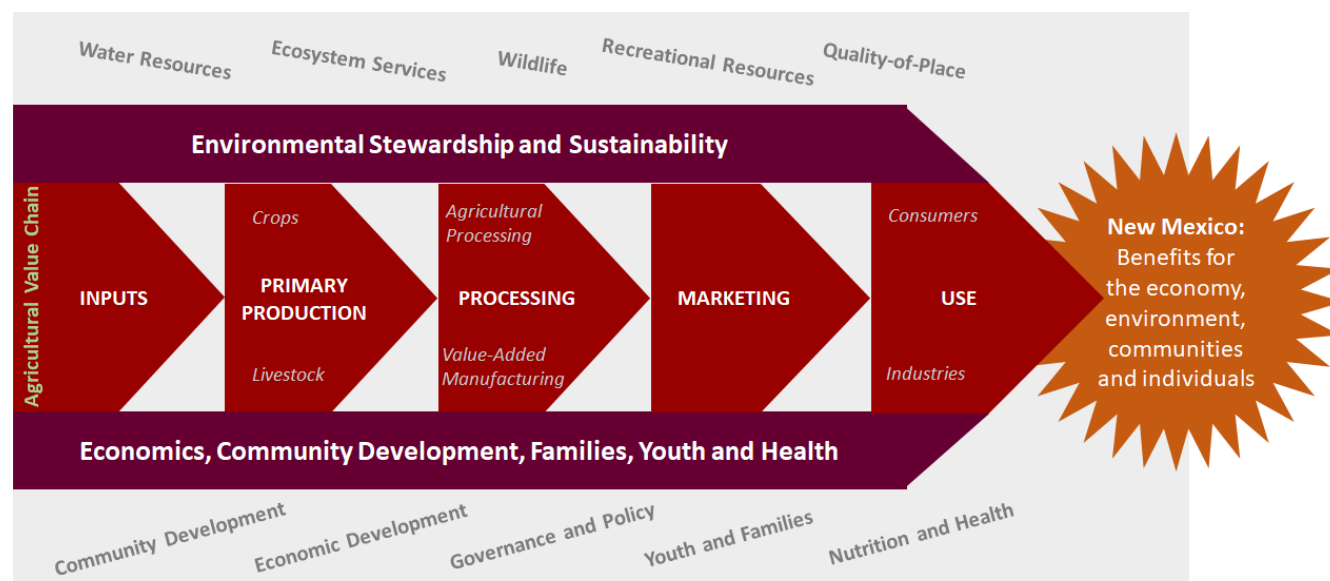 Water Resources
Ecosystem Services
Wildlife
Recreational Resources
Quality-of-Place
Environmental Stewardship and Sustainability
Agricultural Value Chain
INPUTS
Crops
PRIMARY
PRODUCTION
Livestock
Agricultural
Processing
PROCESSING
Value-Added
Manufacturing
MARKETING
Consumers
USE
Industries
New Mexico:
Benefits for
the economy,
environment,
communities
and individuals
Economics, Community Development, Families, Youth and Health
Community Development
Economic Development
Governance and Policy
Youth and Families
Nutrition and Health